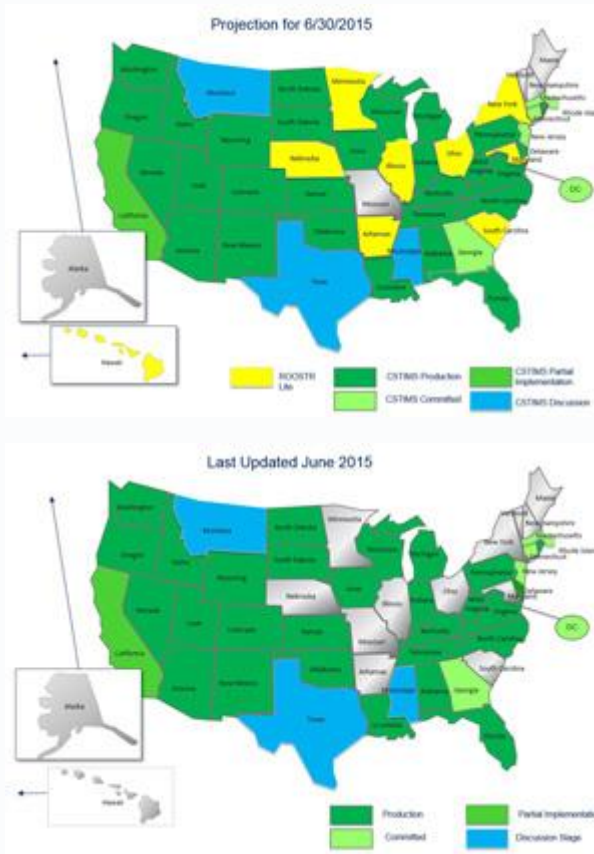 Projection for 6/30/2015
Washington
Montana
North Dakota
Minnesota
Maine
Oregon
Idaho
Wyoming
South Dakota
Wisconsin
Michigan
New York
New Hampshire
Massachusetts
Rhode Island
Connecticut
Nebraska
Iowa
Illinois
Indiana
Ohio
Pennsylvania
New Jersey
Delaware
Maryland
Nevada
Utah
Colorado
Kansas
Missouri
Kentucky
Virginia
DC
California
Arizona
New Mexico
Oklahoma
Arkansas
Tennessee
North Carolina
South Carolina
Texas
Louisiana
Mississippi
Alabama
Georgia
Florida
Alaska
Hawaii
ROOSTR
Lite
CSTIMS Production
CSTIMS Partial
Implementation
CSTIMS Committed
CSTIMS Discussion
Last Updated June 2015
Washington
Montana
North Dakota
Minnesota
Maine
Vermont
Oregon
Idaho
Wyoming
South Dakota
Wisconsin
Michigan
New York
New Hampshire
Massachusetts
Rhode Island
Connecticut
Nebraska
Iowa
Illinois
Indiana
Ohio
Pennsylvania
New Jersey
Delaware
Maryland
Nevada
Utah
Colorado
Kansas
Missouri
Kentucky
Virginia
DC
California
Arizona
New Mexico
Oklahoma
Arkansas
Tennessee
North Carolina
South Carolina
Texas
Louisiana
Mississippi
Alabama
Georgia
Florida
Alaska
Hawaii
Production
Partial Implementation
Committed
Discussion Stage